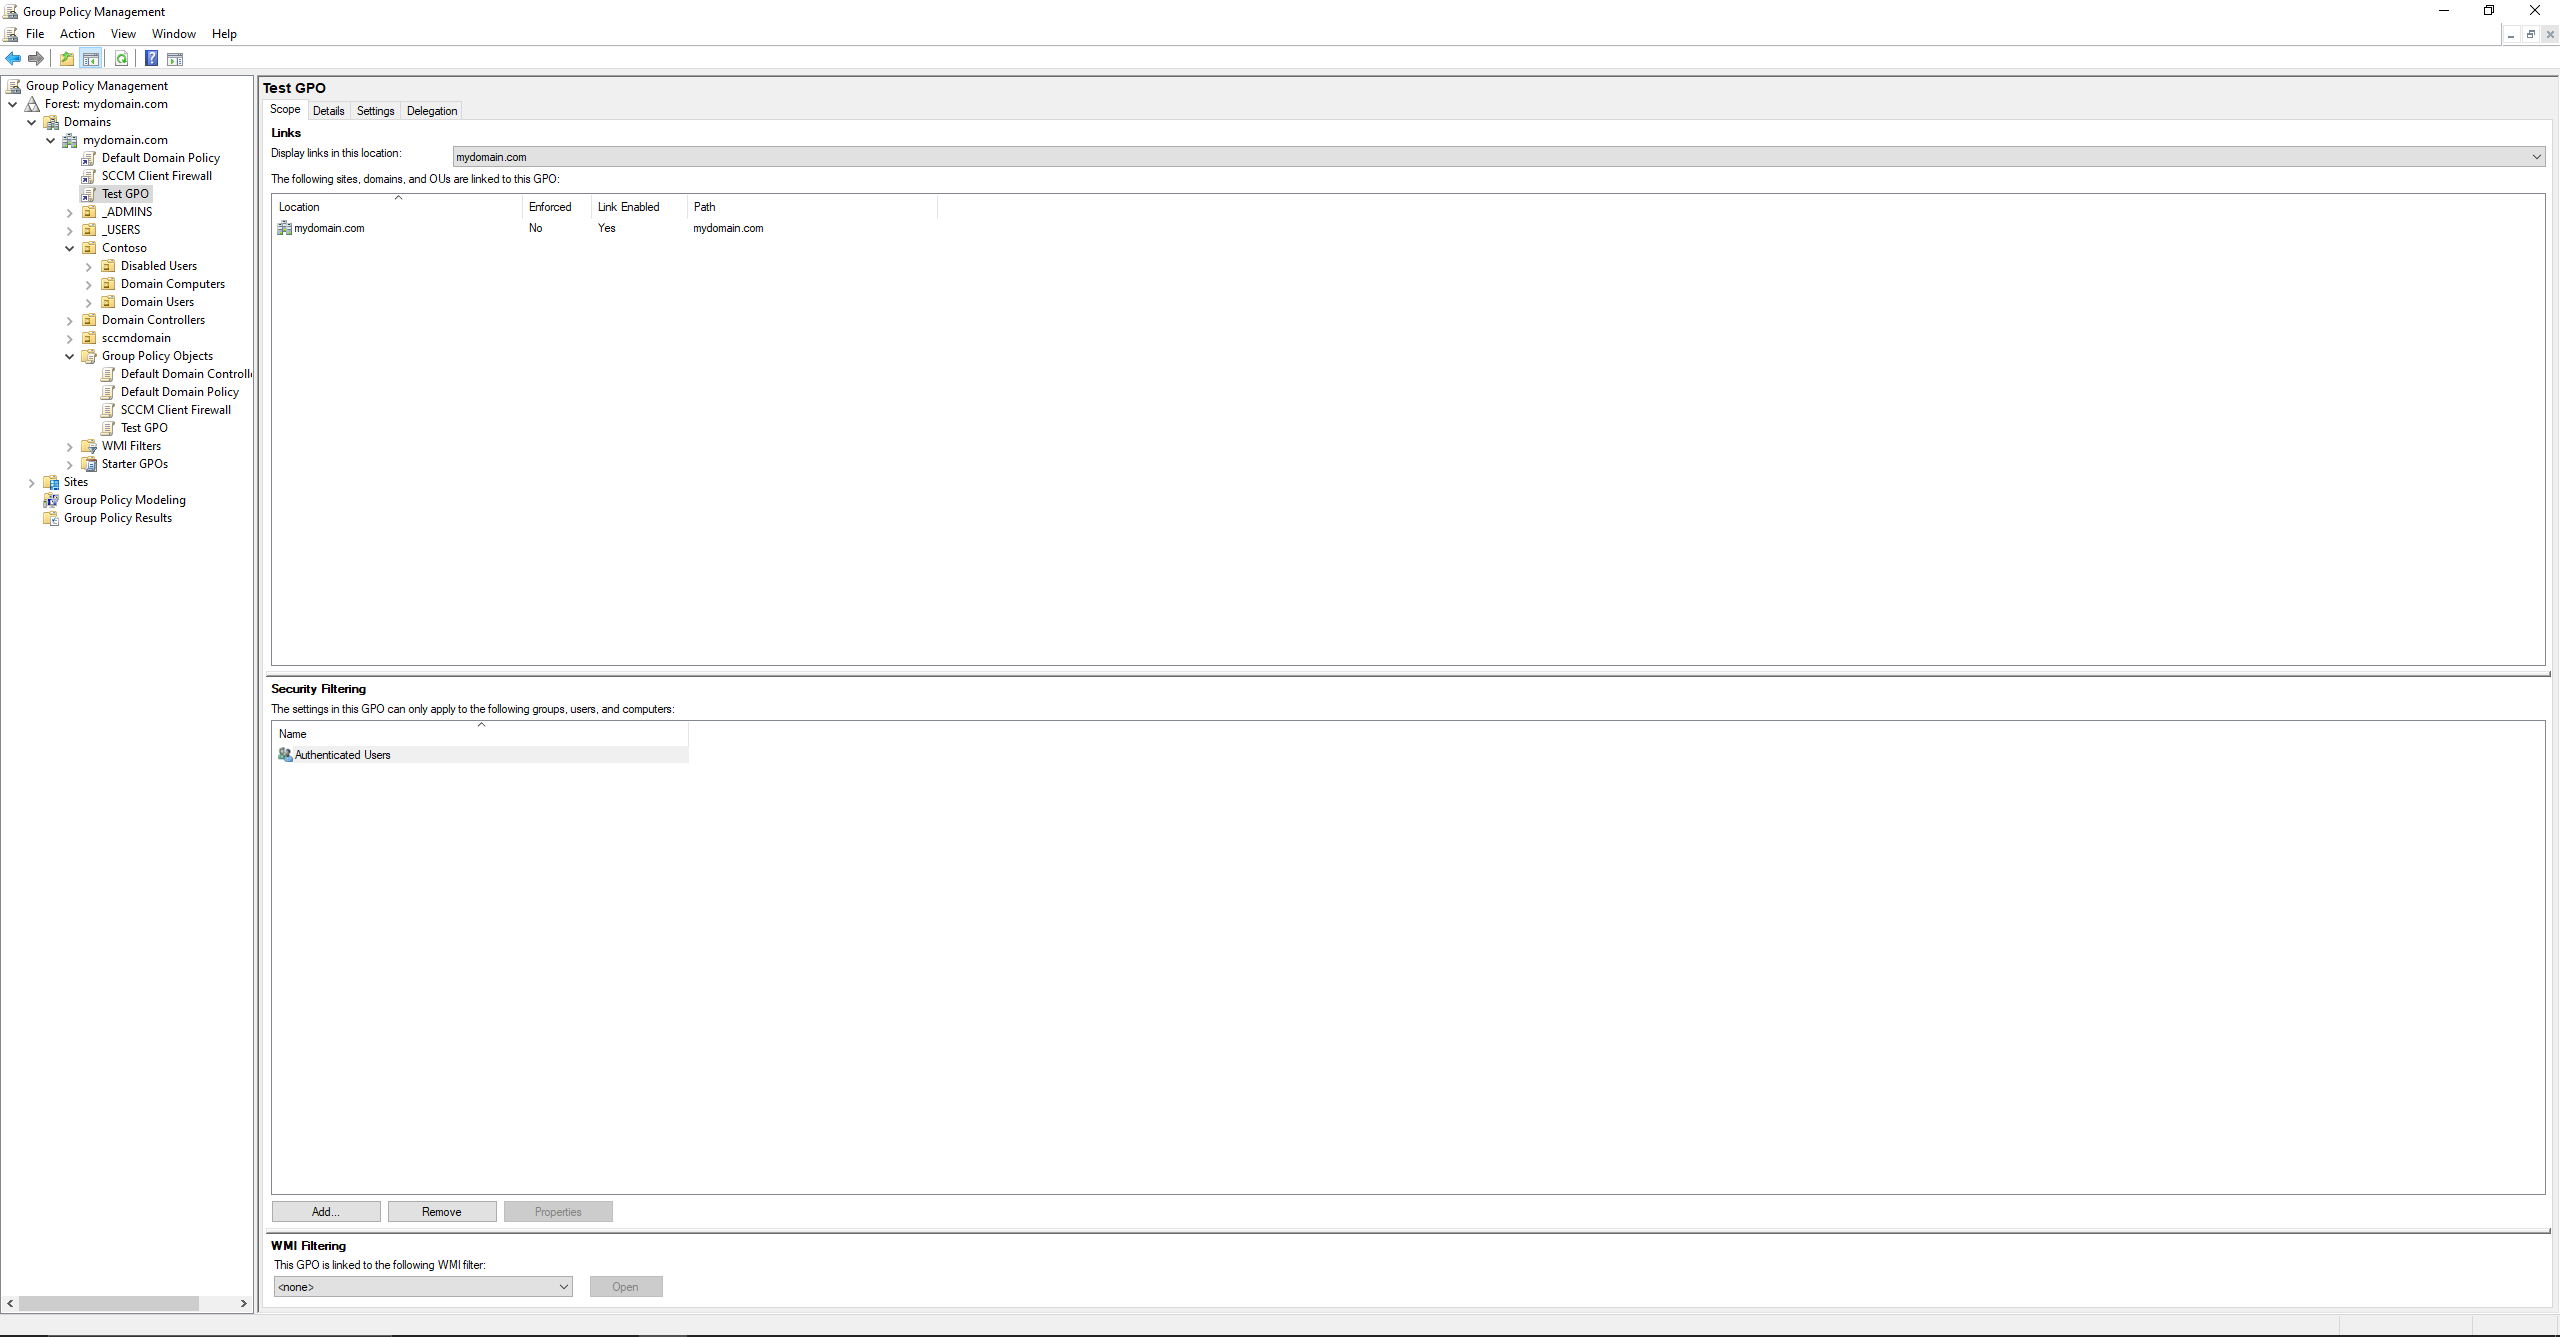 Group Policy Management
File Action View Window Help
Group Policy Management
Forest: mydomain.com
Domains
mydomain.com
Default Domain Policy
SCCM Client Firewall
Test GPO
_ADMINS
_USERS
Contoso
Disabled Users
Domain Computers
Domain Users
Domain Controllers
sccmdomain
Group Policy Objects
Default Domain Controll
Default Domain Policy
SCCM Client Firewall
Test GPO
WMI Filters
Starter GPOs
Sites
Group Policy Modeling
Group Policy Results
Test GPO
Scope Details Settings Delegation
Links
Display links in this location: mydomain.com
The following sites, domains, and OUs are linked to this GPO:
Location Enforced Link Enabled Path
mydomain.com No Yes mydomain.com
Security Filtering
The settings in this GPO can only apply to the following groups, users, and computers:
Name
Authenticated Users
Add... Remove Properties
WMI Filtering
This GPO is linked to the following WMI filter:
<none> Open